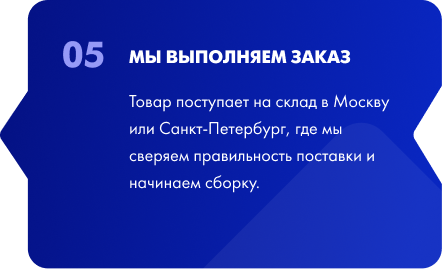 05 МЫ ВЫПОЛНЯЕМ ЗАКАЗ
Товар поступает на склад в Москву
или Санкт-Петербург, где мы
сверяем правильность поставки и
начинаем сборку.